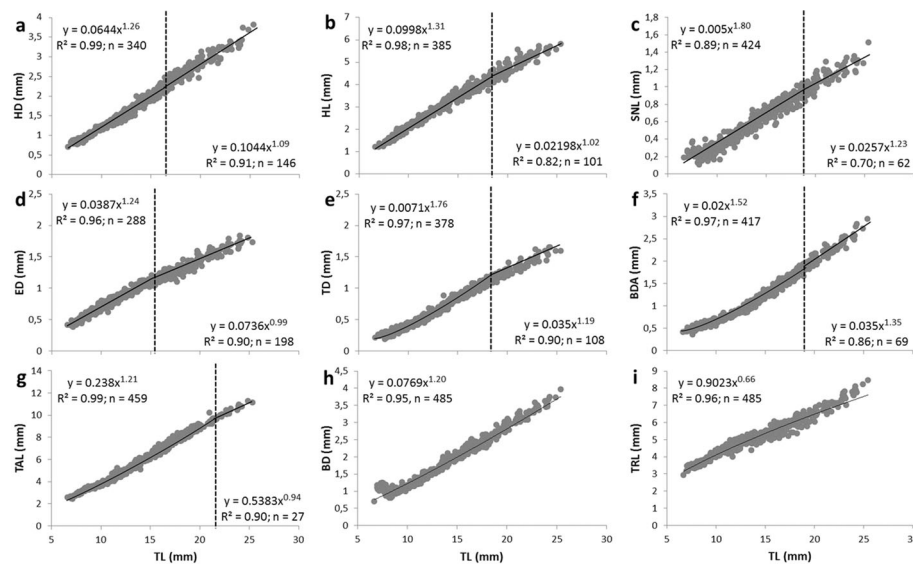 a
y = 0.0644x^1.26
R² = 0.99; n = 340
y = 0.1044x^1.09
R² = 0.91; n = 146
HD (mm)
4
3,5
3
2,5
2
1,5
1
0,5
0
b
y = 0.0998x^1.31
R² = 0.98; n = 385
y = 0.02198x^1.02
R² = 0.82; n = 101
HL (mm)
7
6
5
4
3
2
1
0
c
y = 0.005x^1.80
R² = 0.89; n = 424
y = 0.0257x^1.23
R² = 0.70; n = 62
SNL (mm)
1,6
1,4
1,2
1
0,8
0,6
0,4
0,2
0
d
y = 0.0387x^1.24
R² = 0.96; n = 288
y = 0.0736x^0.99
R² = 0.90; n = 198
ED (mm)
2,5
2
1,5
1
0,5
0
e
y = 0.0071x^1.76
R² = 0.97; n = 378
y = 0.035x^1.19
R² = 0.90; n = 108
TD (mm)
2,5
2
1,5
1
0,5
0
f
y = 0.02x^1.52
R² = 0.97; n = 417
y = 0.035x^1.35
R² = 0.86; n = 69
BDA (mm)
3,5
3
2,5
2
1,5
1
0,5
0
g
y = 0.238x^1.21
R² = 0.99; n = 459
y = 0.5383x^0.94
R² = 0.90; n = 27
TAL (mm)
14
12
10
8
6
4
2
0
5 10 15 20 25 30
TL (mm)
h
y = 0.0769x^1.20
R² = 0.95; n = 485
BD (mm)
4,5
4
3,5
3
2,5
2
1,5
1
0,5
0
5 10 15 20 25 30
TL (mm)
i
y = 0.9023x^0.66
R² = 0.96; n = 485
TRL (mm)
9
8
7
6
5
4
3
2
1
0
5 10 15 20 25 30
TL (mm)